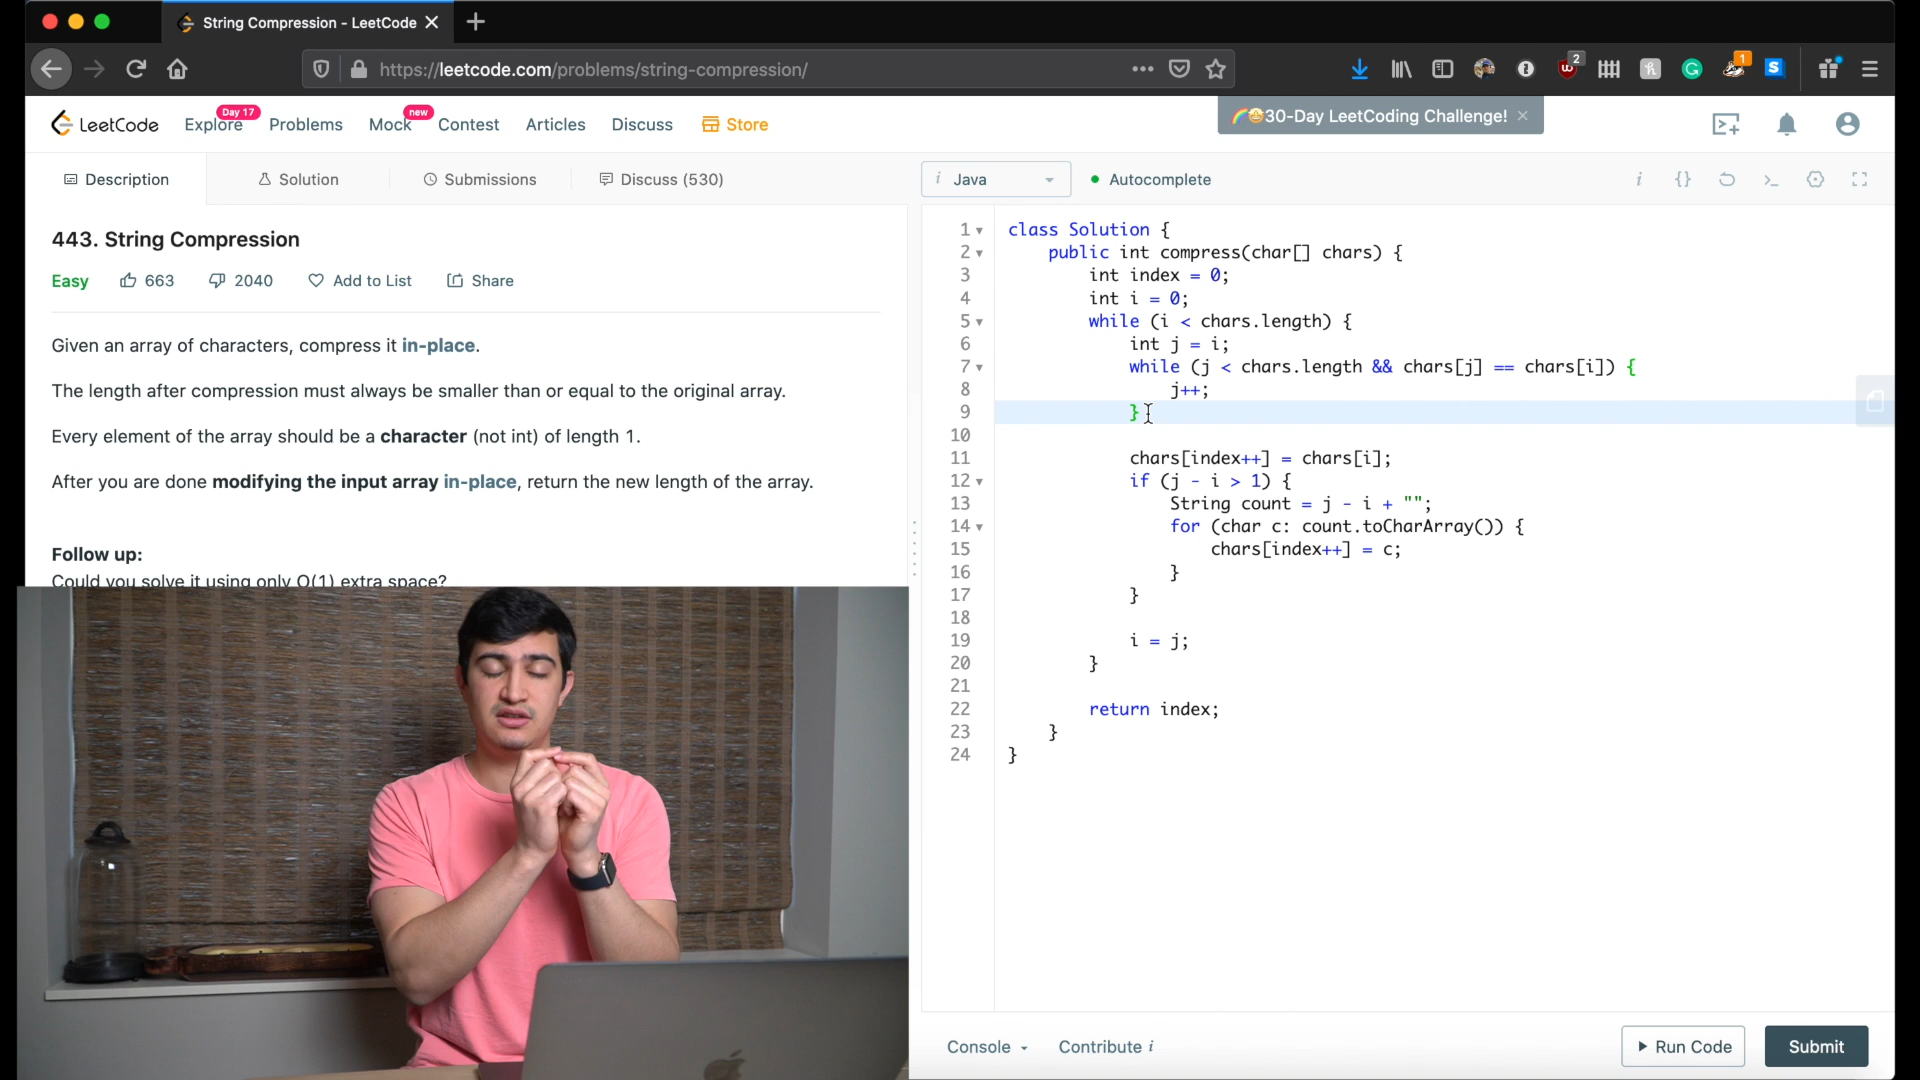 String Compression - LeetCode
https://leetcode.com/problems/string-compression/
2
1
LeetCode
Explore
Day 17
Problems
Mock
new
Contest
Articles
Discuss
Store
30-Day LeetCoding Challenge!
Description
Solution
Submissions
Discuss (530)
i Java
Autocomplete
443. String Compression
Easy
663
2040
Add to List
Share
Given an array of characters, compress it in-place.
The length after compression must always be smaller than or equal to the original array.
Every element of the array should be a character (not int) of length 1.
After you are done modifying the input array in-place, return the new length of the array.
Follow up:
Could you solve it using only O(1) extra space?
1 class Solution {
2 public int compress(char[] chars) {
3 int index = 0;
4 int i = 0;
5 while (i < chars.length) {
6 int j = i;
7 while (j < chars.length && chars[j] == chars[i]) {
8 j++;
9 }
10
11 chars[index++] = chars[i];
12 if (j - i > 1) {
13 String count = j - i + "";
14 for (char c: count.toCharArray()) {
15 chars[index++] = c;
16 }
17 }
18
19 i = j;
20 }
21
22 return index;
23 }
24 }
Console
Contribute i
Run Code
Submit